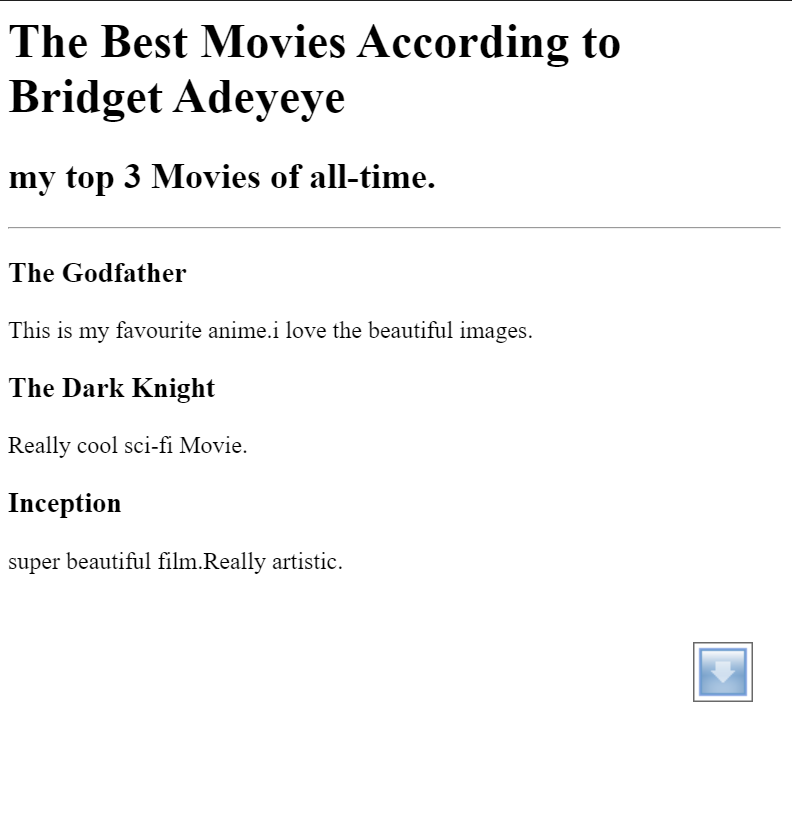 The Best Movies According to
Bridget Adeyeye
my top 3 Movies of all-time.
The Godfather
This is my favourite anime.i love the beautiful images.
The Dark Knight
Really cool sci-fi Movie.
Inception
super beautiful film.Really artistic.